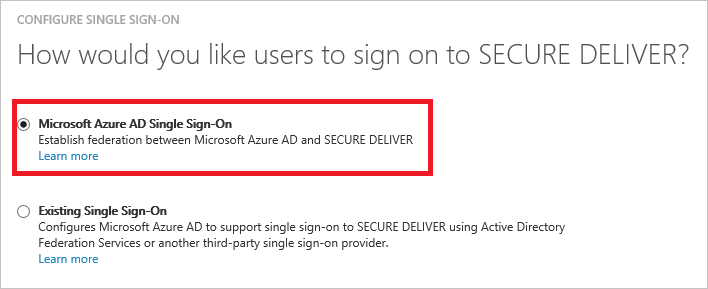 CONFIGURE SINGLE SIGN-ON
How would you like users to sign on to SECURE DELIVER?
Microsoft Azure AD Single Sign-On
Establish federation between Microsoft Azure AD and SECURE DELIVER
Learn more
Existing Single Sign-On
Configures Microsoft Azure AD to support single sign-on to SECURE DELIVER using Active Directory
Federation Services or another third-party single sign-on provider.
Learn more